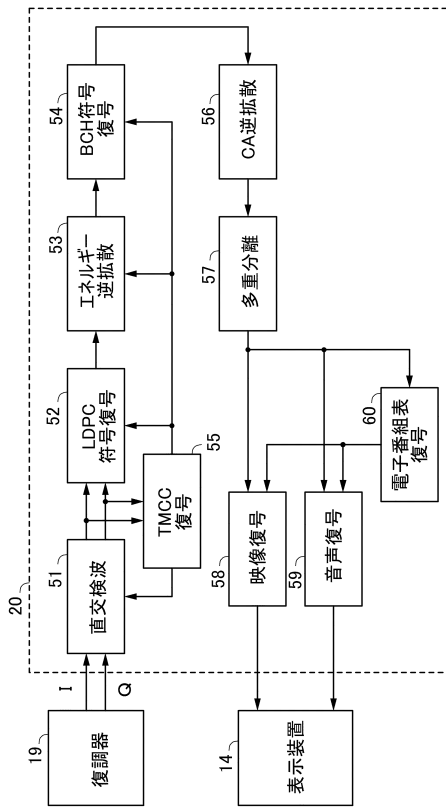 20
19
復調器
I
Q
51
直交検波
52
LDPC
符号復号
53
エネルギー
逆拡散
54
BCH符号
復号
55
TMCC
復号
56
CA逆拡散
57
多重分離
58
映像復号
59
音声復号
60
電子番組表
復号
14
表示装置